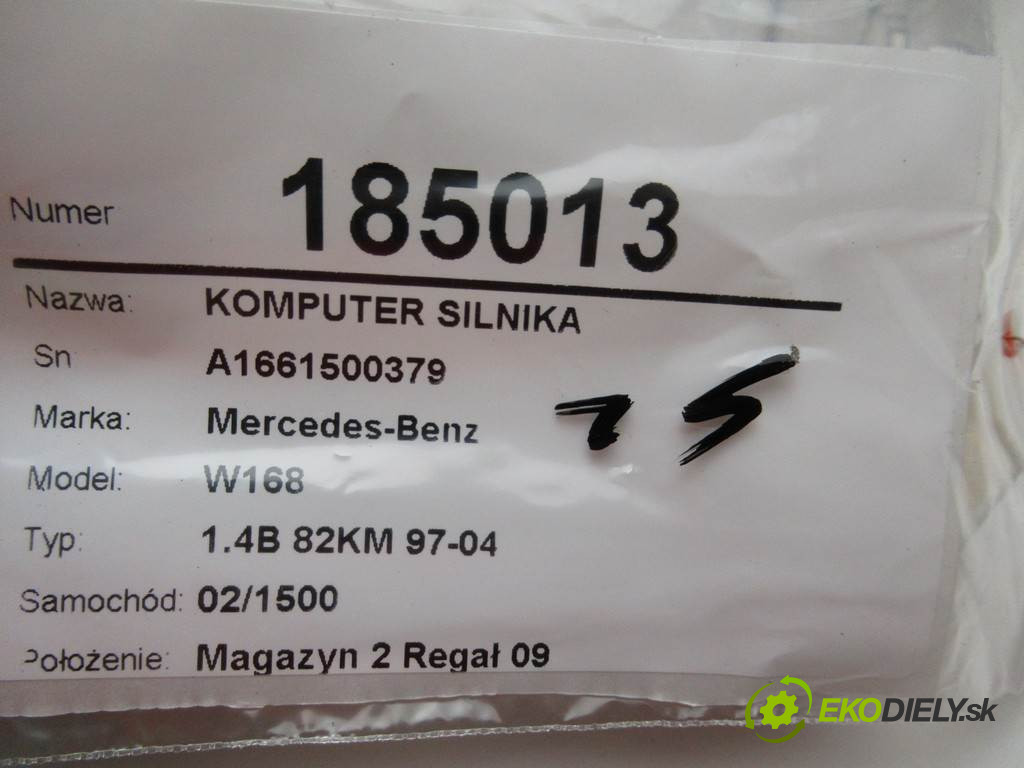 Numer 185013
Nazwa: KOMPUTER SILNIKA
Sn A1661500379
Marka: Mercedes-Benz
Model: W168
Typ: 1.4B 82KM 97-04
Samochód: 02/1500
Położenie: Magazyn 2 Regał 09
EKODIELY.sk